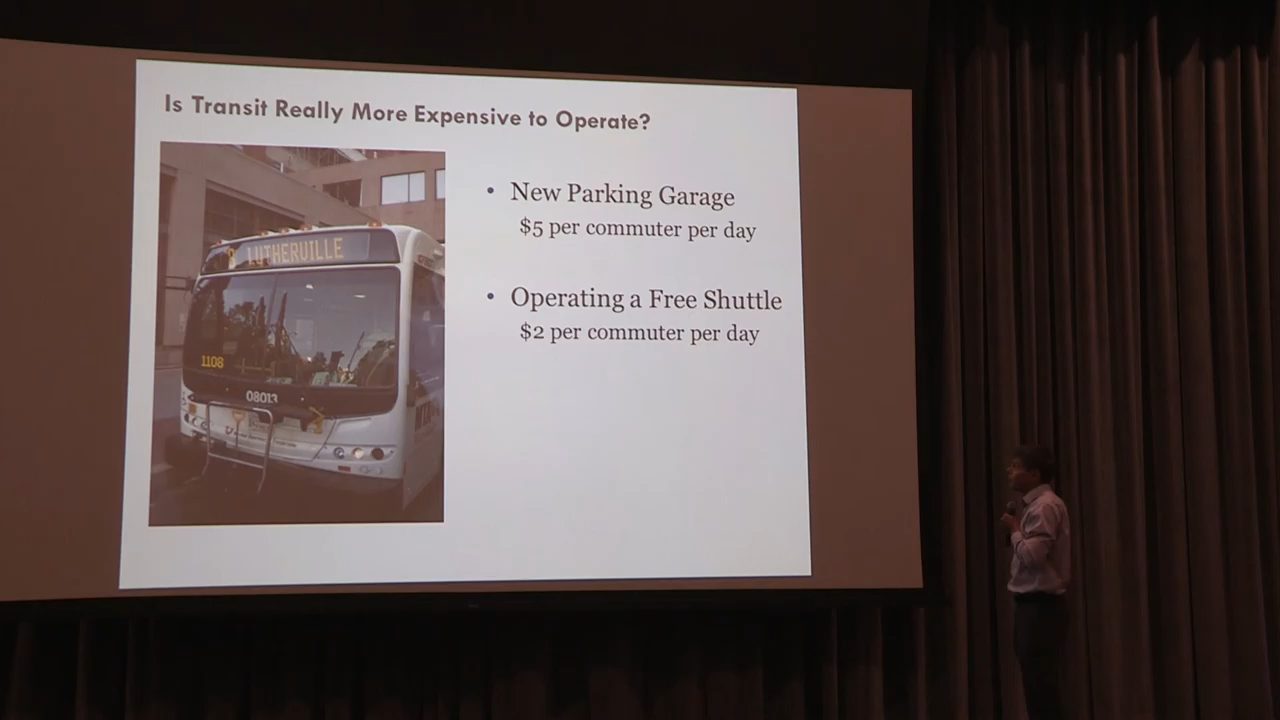 Is Transit Really More Expensive to Operate?
8 LUTHERVILLE
1108
08013
• New Parking Garage
$5 per commuter per day
• Operating a Free Shuttle
$2 per commuter per day